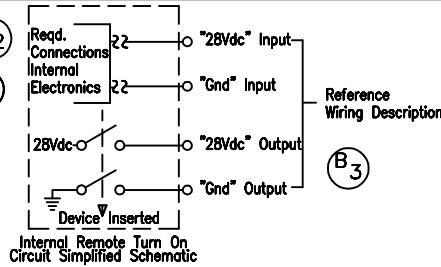 Reqd.
Connections
Internal
Electronics
"28Vdc" Input
"Gnd" Input
Reference
Wiring Description
28Vdc
"28Vdc" Output
B3
"Gnd" Output
Device Inserted
Internal Remote Turn On
Circuit Simplified Schematic